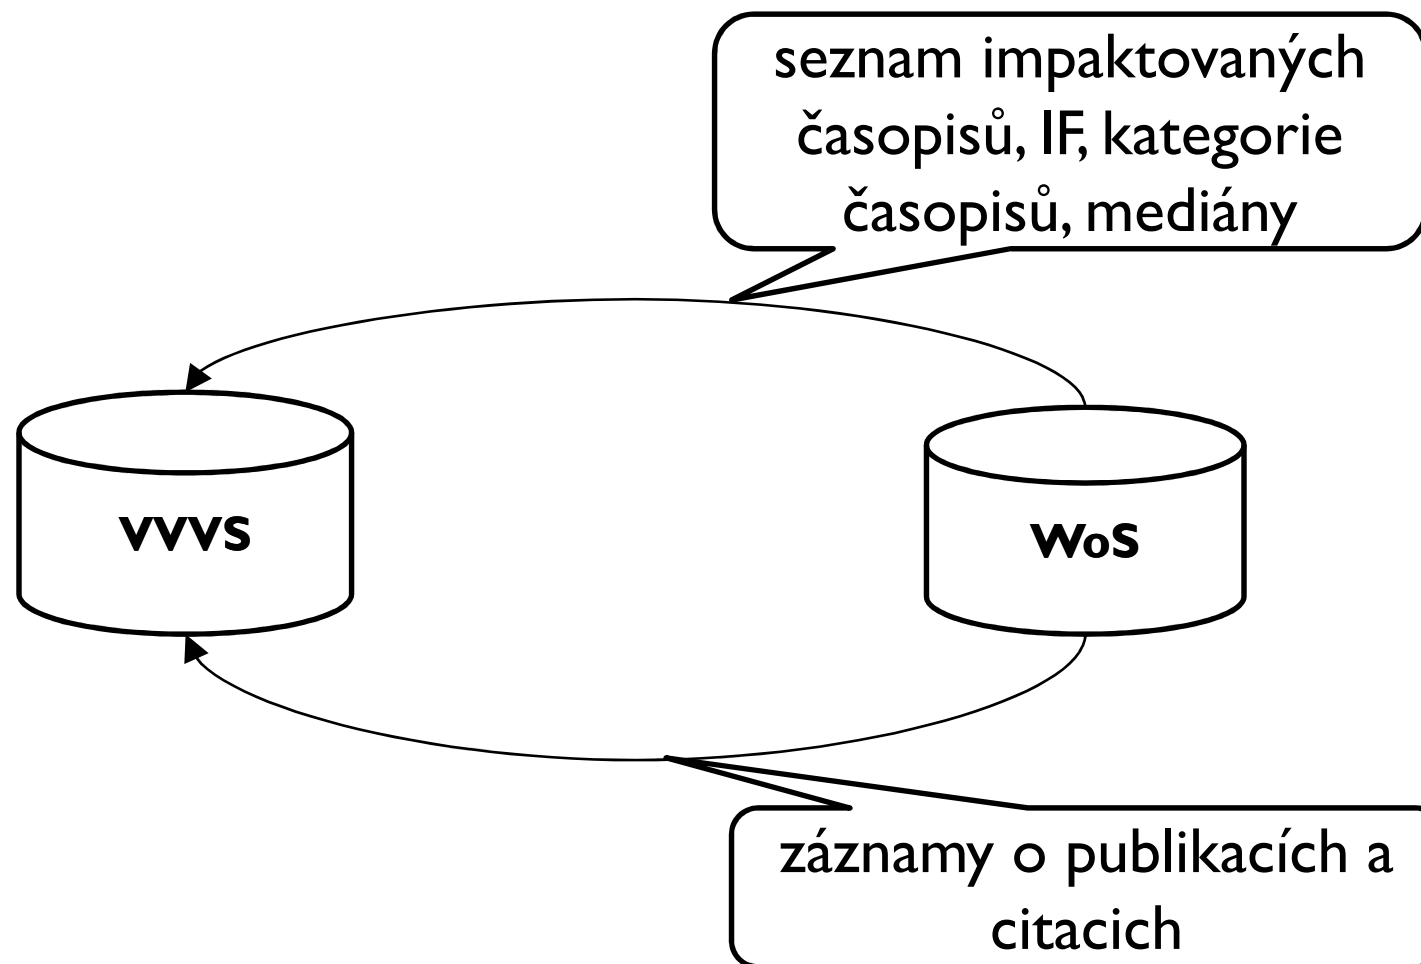 seznam impaktovaných
časopisů, IF, kategorie
časopisů, mediány
VVVS
WoS
záznamy o publikacích a
citacich